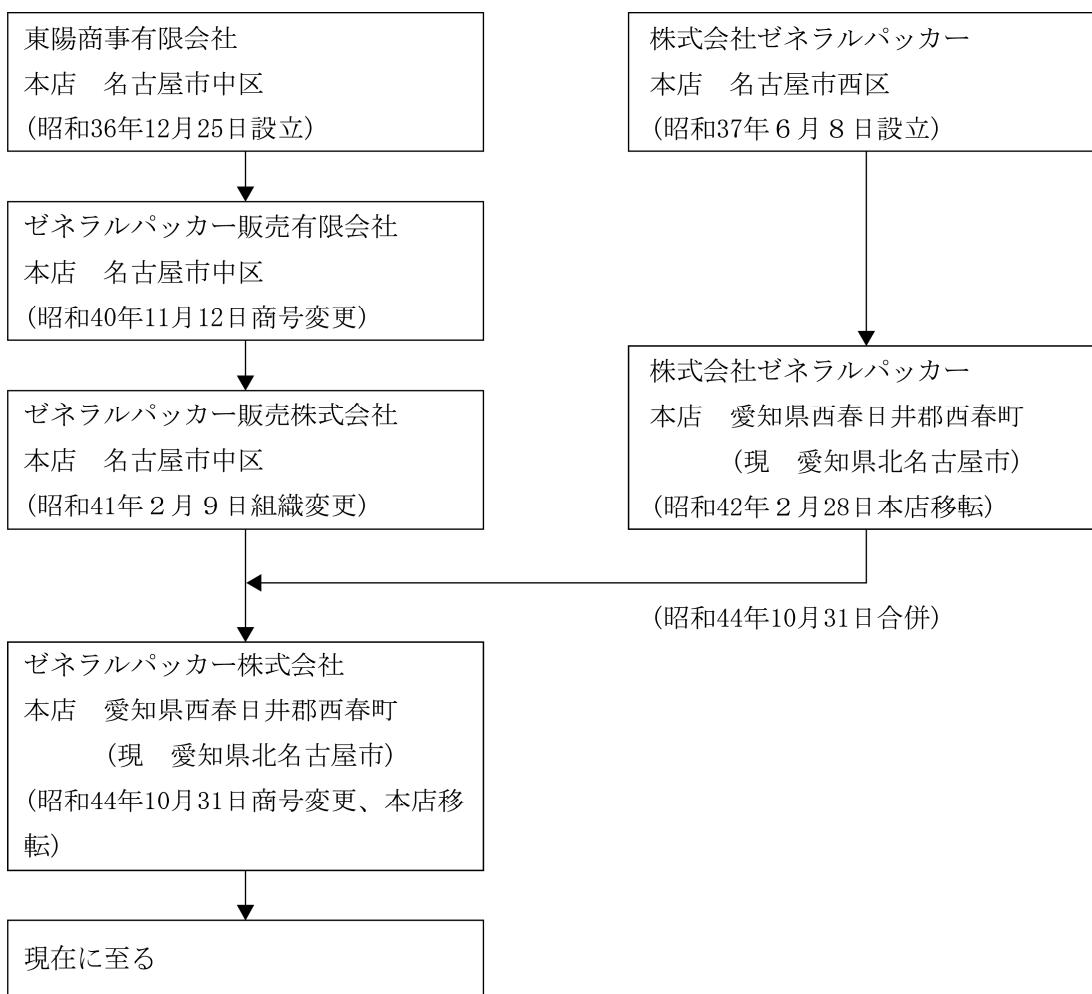 東陽商事有限会社
本店　名古屋市中区
(昭和36年12月25日設立)
ゼネラルパッカー販売有限会社
本店　名古屋市中区
(昭和40年11月12日商号変更)
ゼネラルパッカー販売株式会社
本店　名古屋市中区
(昭和41年２月９日組織変更)
株式会社ゼネラルパッカー
本店　名古屋市西区
(昭和37年６月８日設立)
株式会社ゼネラルパッカー
本店　愛知県西春日井郡西春町
(現　愛知県北名古屋市)
(昭和42年２月28日本店移転)
(昭和44年10月31日合併)
ゼネラルパッカー株式会社
本店　愛知県西春日井郡西春町
(現　愛知県北名古屋市)
(昭和44年10月31日商号変更、本店移
転)
現在に至る